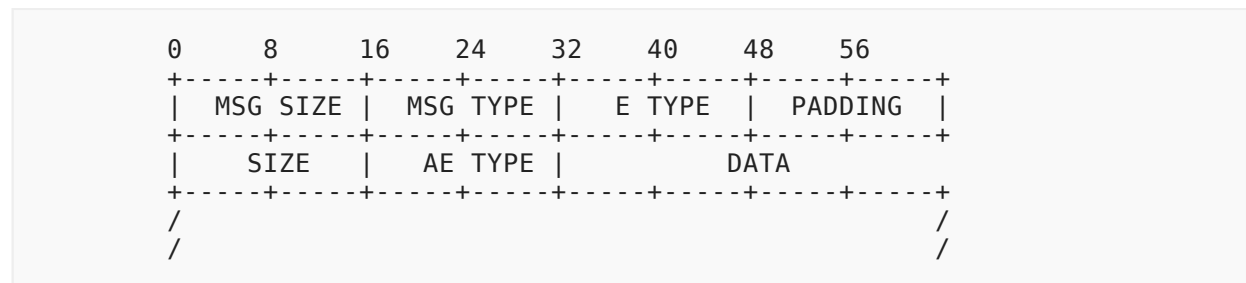 0     8     16    24    32    40    48    56
+-----+-----+-----+-----+-----+-----+-----+-----+
|  MSG SIZE |  MSG TYPE |   E TYPE  |  PADDING  |
+-----+-----+-----+-----+-----+-----+-----+-----+
|    SIZE   |   AE TYPE |          DATA
+-----+-----+-----+-----+-----+-----+-----+-----+
/                                               /
/                                               /